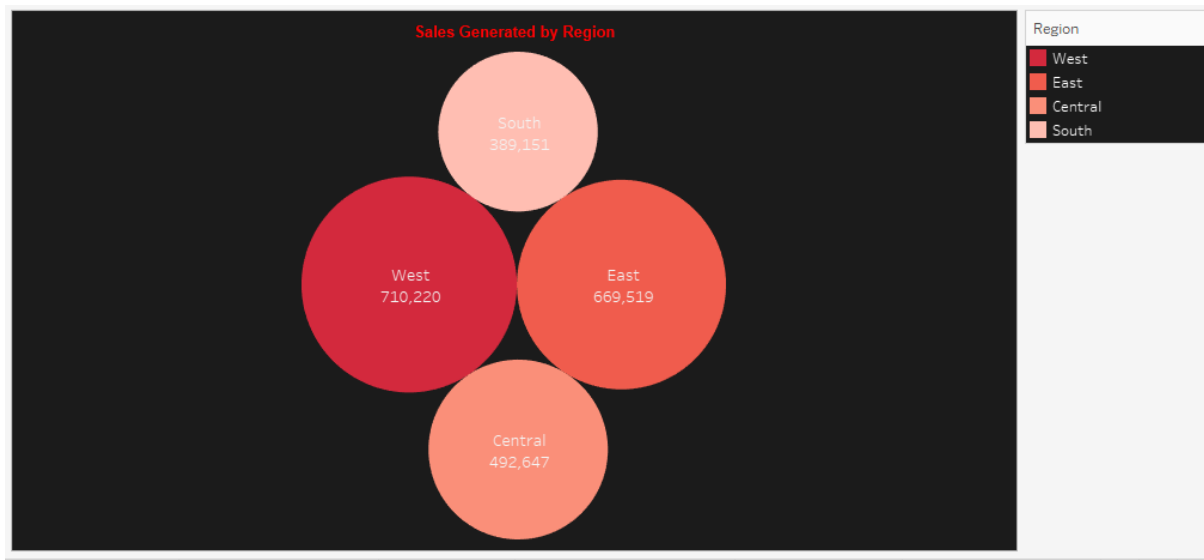 Sales Generated by Region
South
389,151
West
710,220
East
669,519
Central
492,647
Region
West
East
Central
South